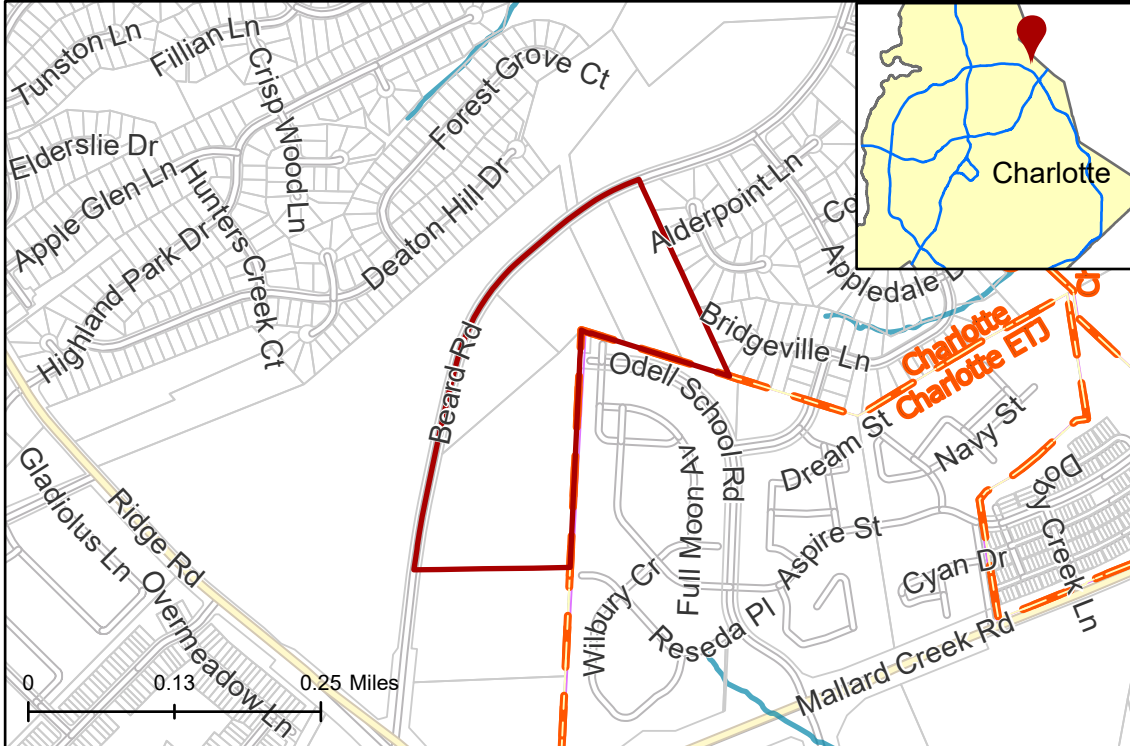 Tunston Ln
Fillian Ln
Crisp Wood Ln
Forest Grove Ct
Elderslie Dr
Apple Glen Ln
Hunters Creek Ct
Highland Park Dr
Deaton Hill Dr
Alderpoint Ln
Appledale
Charlotte
Beard Rd
Bridgeville Ln
Charlotte
Charlotte ETJ
Odell School Rd
Full Moon Av
Dream St
Navy St
Doby Creek Ln
Gladiolus Ln
Ridge Rd
Overmeadow Ln
Wilbury Cr
Reseda Pl
Aspire St
Cyan Dr
Mallard Creek Rd
0 0.13 0.25 Miles